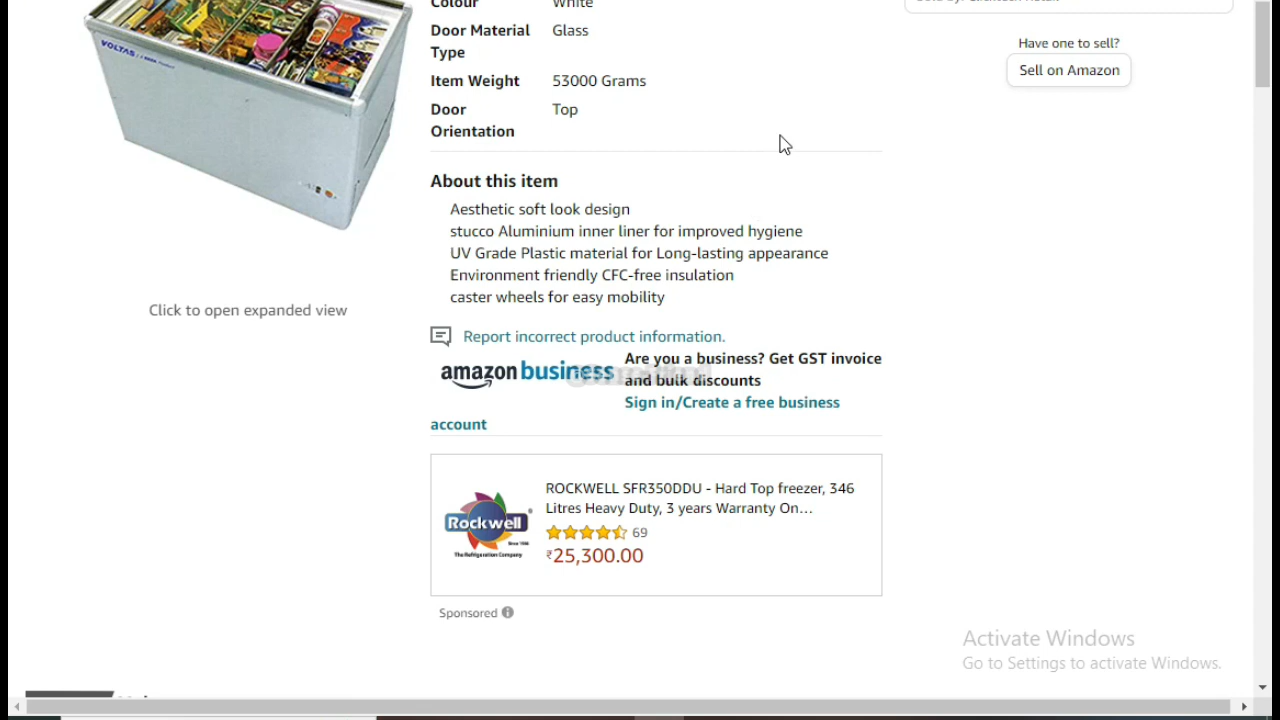 Colour White
Door Material Type Glass
Item Weight 53000 Grams
Door Orientation Top
VOLTAS
About this item
Aesthetic soft look design
stucco Aluminium inner liner for improved hygiene
UV Grade Plastic material for Long-lasting appearance
Environment friendly CFC-free insulation
caster wheels for easy mobility
Click to open expanded view
Report incorrect product information.
amazon business
Are you a business? Get GST invoice
and bulk discounts
Sign in/Create a free business
account
Rockwell
The Refrigeration Company
ROCKWELL SFR350DDU - Hard Top freezer, 346
Litres Heavy Duty, 3 years Warranty On...
69
₹25,300.00
Sponsored
Have one to sell?
Sell on Amazon
Activate Windows
Go to Settings to activate Windows.